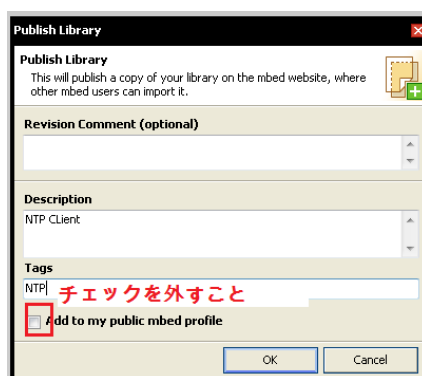 Publish Library
Publish Library
This will publish a copy of your library on the mbed website, where
other mbed users can import it.
Revision Comment (optional)
Description
NTP CLient
Tags
NTP
チェックを外すこと
Add to my public mbed profile
OK
Cancel